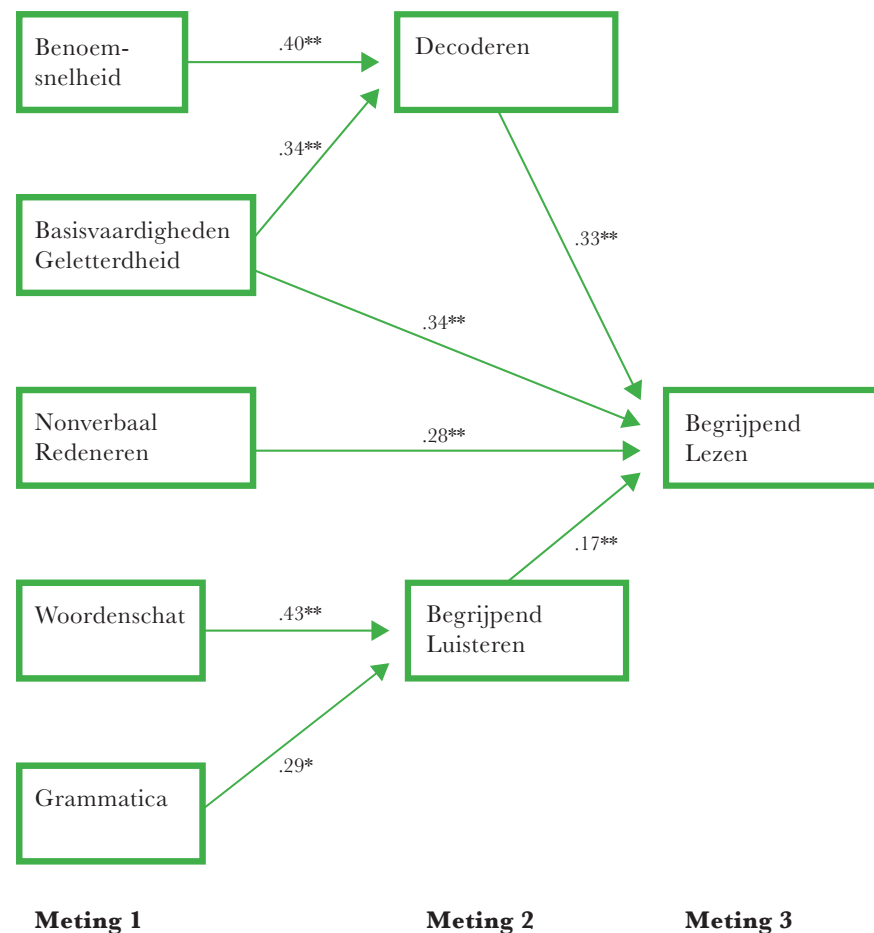 Benoem-
snelheid
.40**
Decoderen
.34**
Basisvaardigheden
Geletterdheid
.33**
.34**
Nonverbaal
Redeneren
.28**
Begrijpend
Lezen
.17**
Woordenschat
.43**
Begrijpend
Luisteren
.29*
Grammatica
Meting 1
Meting 2
Meting 3